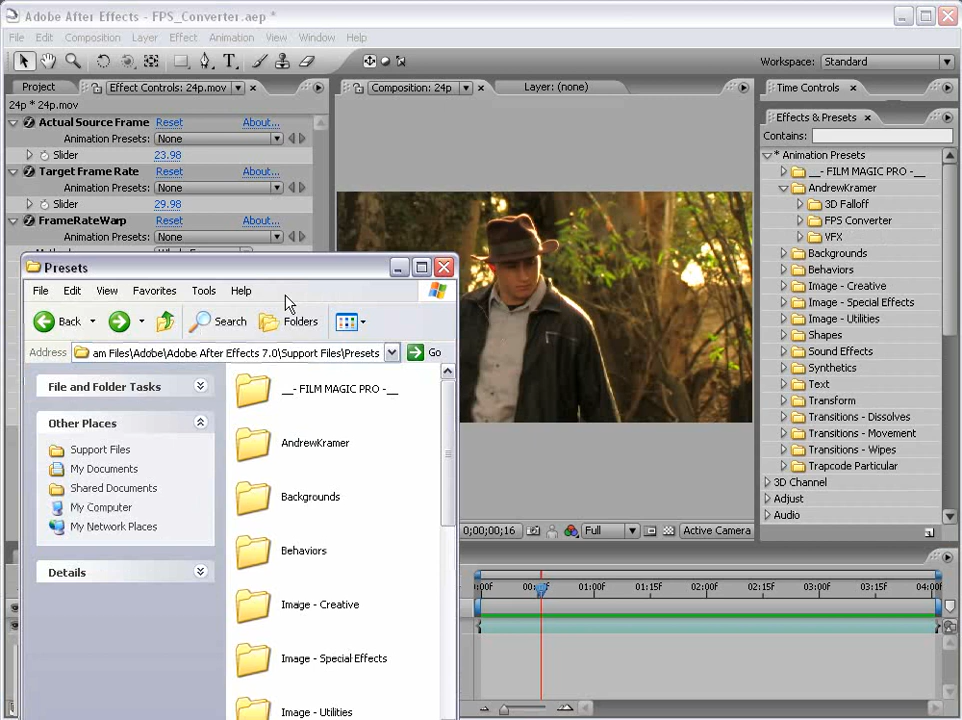 Adobe After Effects - FPS_Converter.aep *
File Edit Composition Layer Effect Animation View Window Help
Workspace: Standard
Project Effect Controls: 24p.mov Composition: 24p Layer: (none) Time Controls
24p * 24p.mov
Effects & Presets
Contains:
Actual Source Frame Reset About...
Animation Presets: None
Slider 23.98
Target Frame Rate Reset About...
Animation Presets: None
Slider 29.98
FrameRateWarp Reset About...
Animation Presets: None
* Animation Presets
__- FILM MAGIC PRO -__
AndrewKramer
3D Falloff
FPS Converter
VFX
Backgrounds
Behaviors
Image - Creative
Image - Special Effects
Image - Utilities
Shapes
Sound Effects
Synthetics
Text
Transform
Transitions - Dissolves
Transitions - Movement
Transitions - Wipes
Trapcode Particular
3D Channel
Adjust
Audio
Presets
File Edit View Favorites Tools Help
Back Search Folders
Address am Files\Adobe\Adobe After Effects 7.0\Support Files\Presets Go
File and Folder Tasks
Other Places
Support Files
My Documents
Shared Documents
My Computer
My Network Places
Details
__- FILM MAGIC PRO -__
AndrewKramer
Backgrounds
Behaviors
Image - Creative
Image - Special Effects
Image - Utilities
0;00;00;16 Full Active Camera
01:00f 01:15f 02:00f 02:15f 03:00f 03:15f